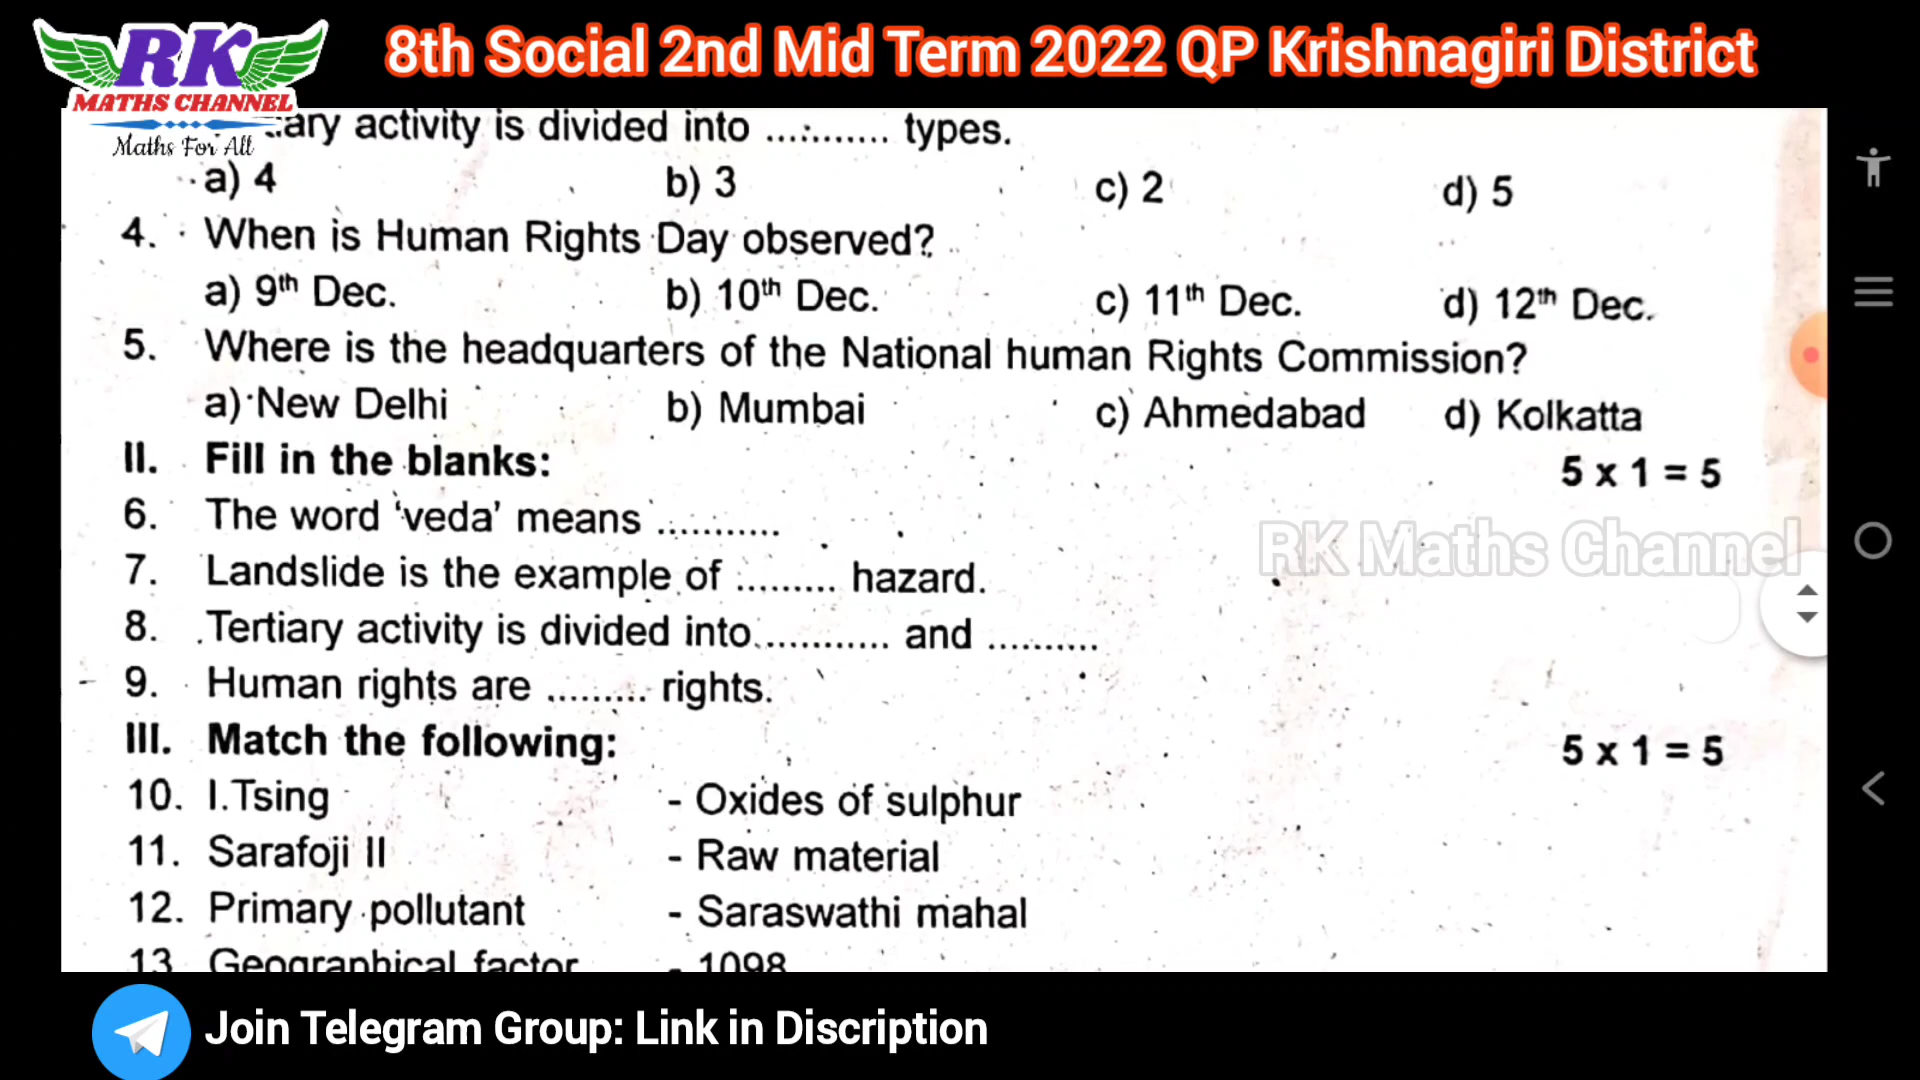 RK
MATHS CHANNEL
Maths For All
8th Social 2nd Mid Term 2022 QP Krishnagiri District
activity is divided into ............ types.
a) 4 b) 3 c) 2 d) 5
4. When is Human Rights Day observed?
a) 9th Dec. b) 10th Dec. c) 11th Dec. d) 12th Dec.
5. Where is the headquarters of the National human Rights Commission?
a) New Delhi b) Mumbai c) Ahmedabad d) Kolkatta
II. Fill in the blanks: 5 x 1 = 5
6. The word ‘veda’ means ............
RK Maths Channel
7. Landslide is the example of ......... hazard.
8. Tertiary activity is divided into............ and ..........
9. Human rights are ......... rights.
III. Match the following: 5 x 1 = 5
10. I.Tsing - Oxides of sulphur
11. Sarafoji II - Raw material
12. Primary pollutant - Saraswathi mahal
13 Geographical factor - 1098
Join Telegram Group: Link in Discription